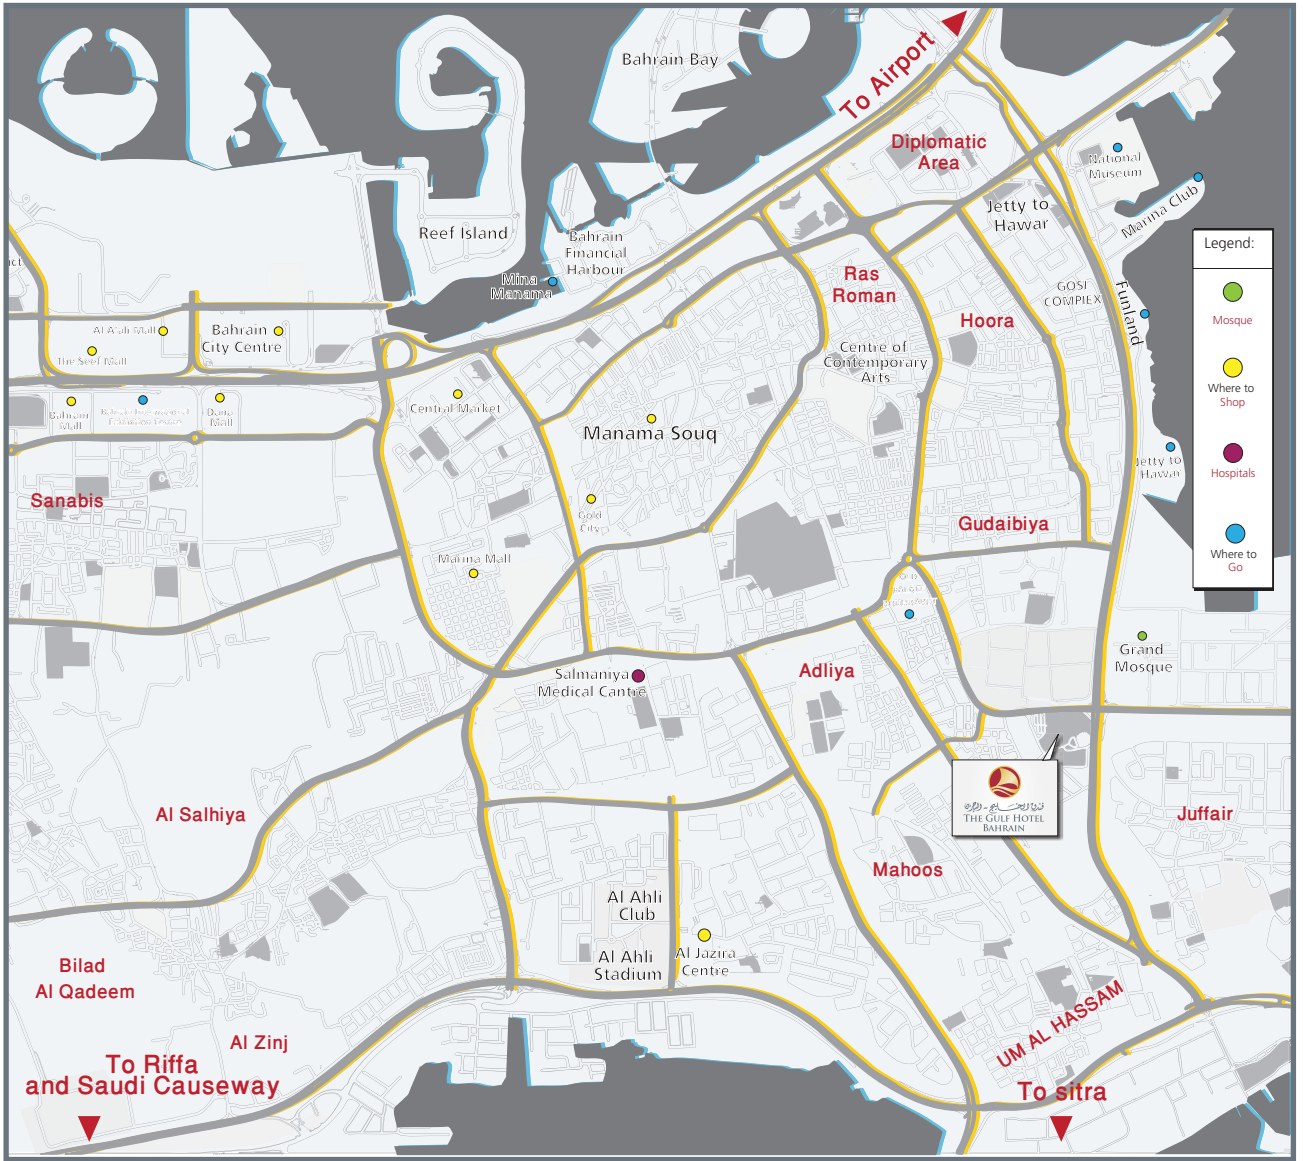 To Airport
Bahrain Bay
Diplomatic
Area
National
Museum
Marina Club
Jetty to
Hawar
Reef Island
Bahrain
Financial
Harbour
Mina
Manama
Ras
Roman
GOSI
COMPLEX
Funland
Hoora
Legend:
Mosque
Where to
Shop
Hospitals
Where to
Go
Al A'ali Mall
Bahrain
City Centre
The Seef Mall
Centre of
Contemporary
Arts
Bahrain
Mall
Dana
Mall
Central Market
Manama Souq
Jetty to
Hawar
Sanabis
Gold
City
Gudaibiya
Marina Mall
Grand
Mosque
Salmaniya
Medical Cantre
Adliya
THE GULF HOTEL
BAHRAIN
Al Salhiya
Juffair
Mahoos
Al Ahli
Club
Al Ahli
Stadium
Al Jazira
Centre
Bilad
Al Qadeem
UM AL HASSAM
Al Zinj
To Riffa
and Saudi Causeway
To sitra